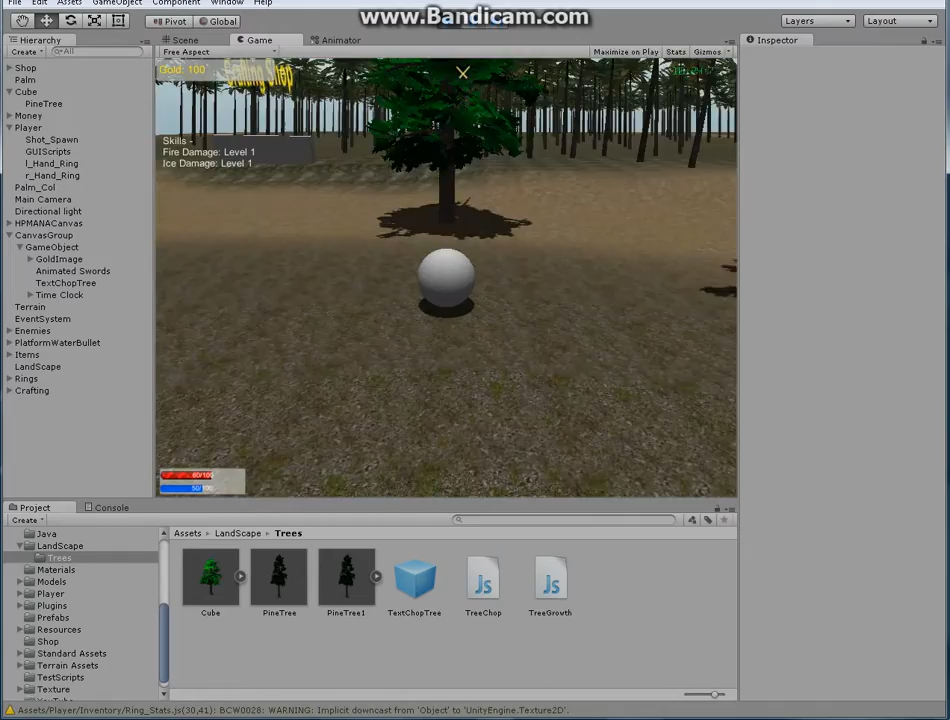 File Edit Assets GameObject Component Window Help
www.Bandicam.com
Pivot Global Layers Layout
Hierarchy Scene Game Animator Inspector
Create All Free Aspect Maximize on Play Stats Gizmos
Shop
Palm
Cube
PineTree
Money
Player
Shot_Spawn
GUIScripts
l_Hand_Ring
r_Hand_Ring
Palm_Col
Main Camera
Directional light
HPMANACanvas
CanvasGroup
GameObject
GoldImage
Animated Swords
TextChopTree
Time Clock
Terrain
EventSystem
Enemies
PlatformWaterBullet
Items
LandScape
Rings
Crafting
Gold: 100
X
Skills -
Fire Damage: Level 1
Ice Damage: Level 1
50/100
Project Console
Create
Java
LandScape
Trees
Materials
Models
Player
Plugins
Prefabs
Resources
Shop
Standard Assets
Terrain Assets
TestScripts
Texture
Assets LandScape Trees
Js Js
Cube PineTree PineTree1 TextChopTree TreeChop TreeGrowth
Assets/Player/Inventory/Ring_Stats.js(30,41): BCW0028: WARNING: Implicit downcast from 'Object' to 'UnityEngine.Texture2D'.